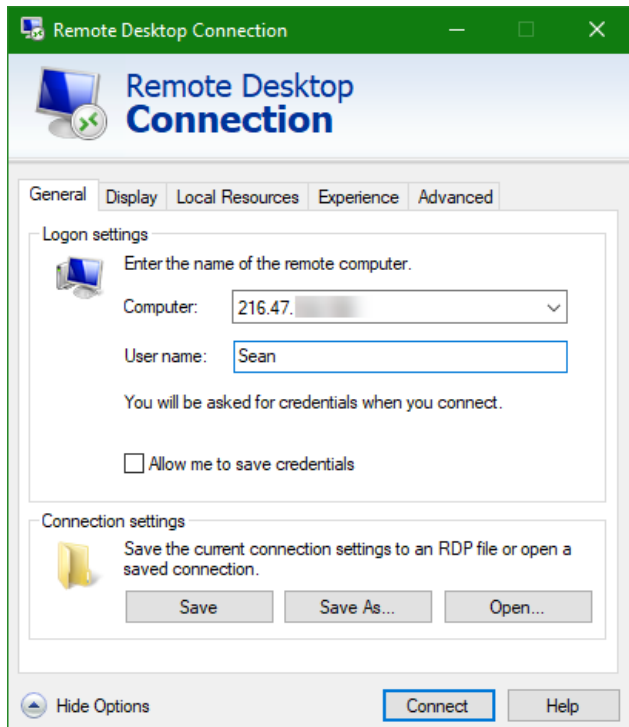 Remote Desktop Connection
Remote Desktop
Connection
General Display Local Resources Experience Advanced
Logon settings
Enter the name of the remote computer.
Computer: 216.47.
User name: Sean
You will be asked for credentials when you connect.
Allow me to save credentials
Connection settings
Save the current connection settings to an RDP file or open a
saved connection.
Save Save As... Open...
Hide Options Connect Help